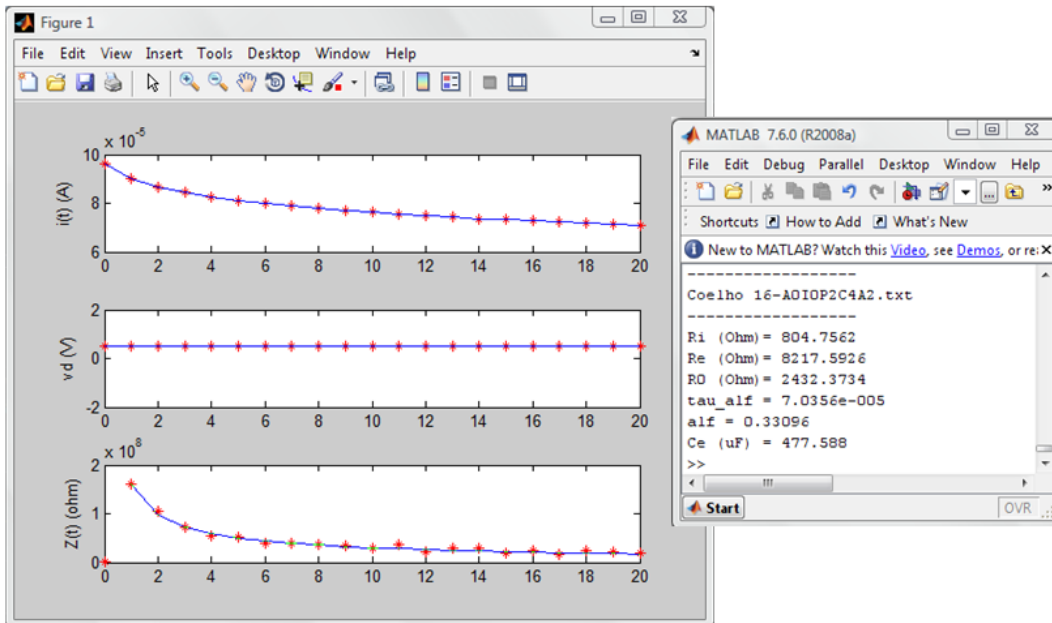 Figure 1
File Edit View Insert Tools Desktop Window Help
x 10^-5
10
8
6
i(t) (A)
0 2 4 6 8 10 12 14 16 18 20
2
0
-2
vd (V)
0 2 4 6 8 10 12 14 16 18 20
x 10^8
2
1
0
Z(t) (ohm)
0 2 4 6 8 10 12 14 16 18 20
MATLAB 7.6.0 (R2008a)
File Edit Debug Parallel Desktop Window Help
Shortcuts How to Add What's New
New to MATLAB? Watch this Video, see Demos, or re
------------------
Coelho 16-A0I0P2C4A2.txt
------------------
Ri (Ohm)= 804.7562
Re (Ohm)= 8217.5926
R0 (Ohm)= 2432.3734
tau_alf = 7.0356e-005
alf = 0.33096
Ce (uF) = 477.588
>>
Start
OVR